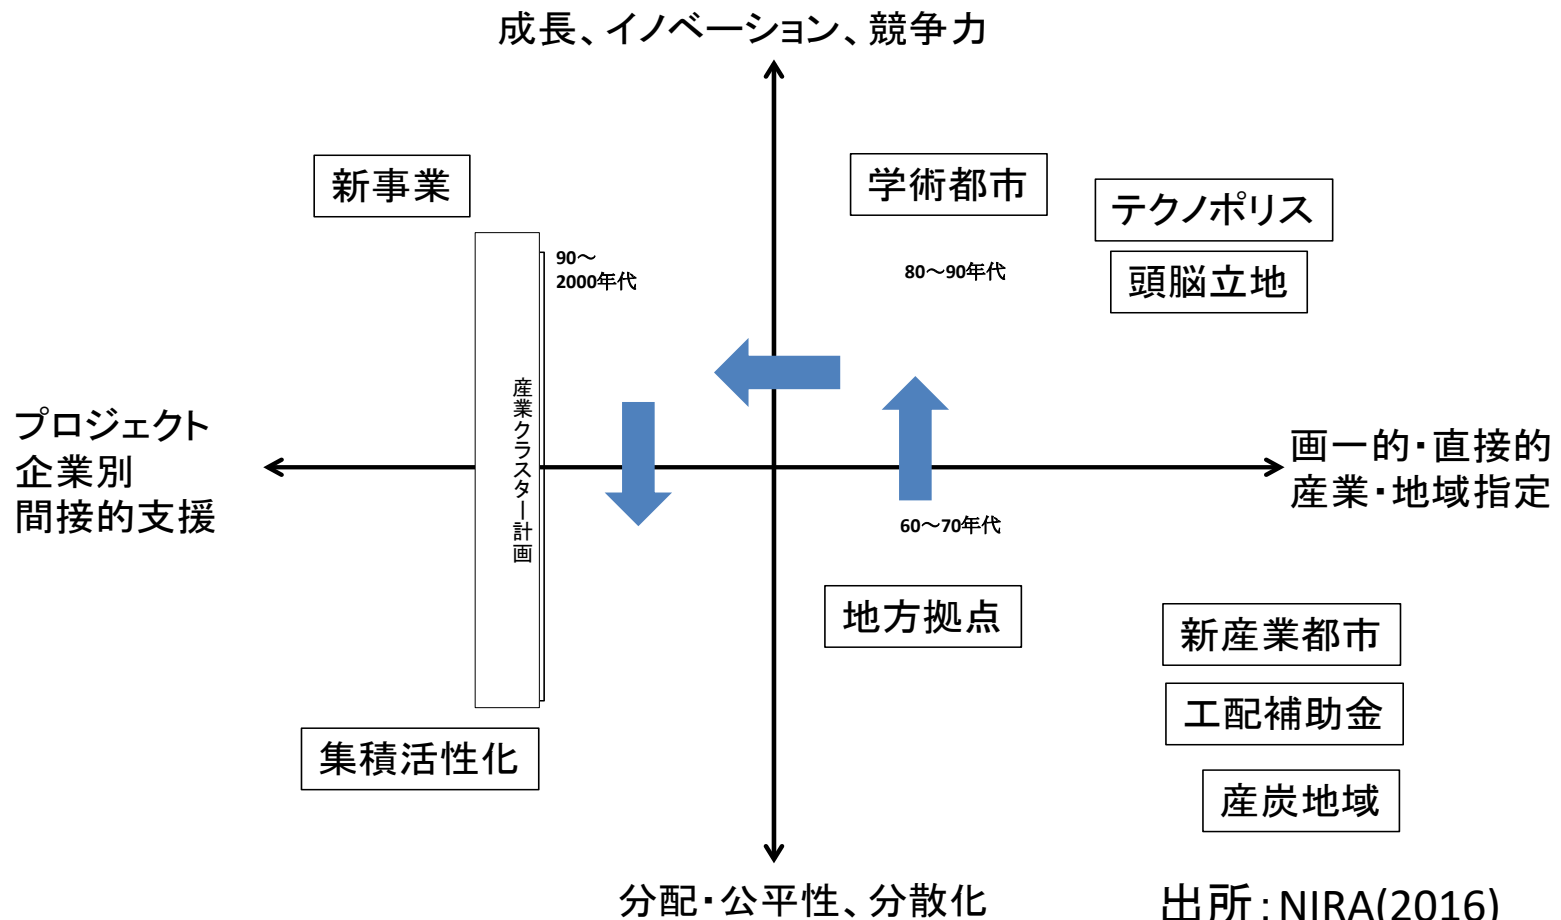 成長、イノベーション、競争力
新事業
学術都市
テクノポリス
頭脳立地
90～
2000年代
80～90年代
産業クラスター計画
プロジェクト
企業別
間接的支援
画一的・直接的
産業・地域指定
60～70年代
地方拠点
新産業都市
工配補助金
集積活性化
産炭地域
分配・公平性、分散化
出所：NIRA(2016)